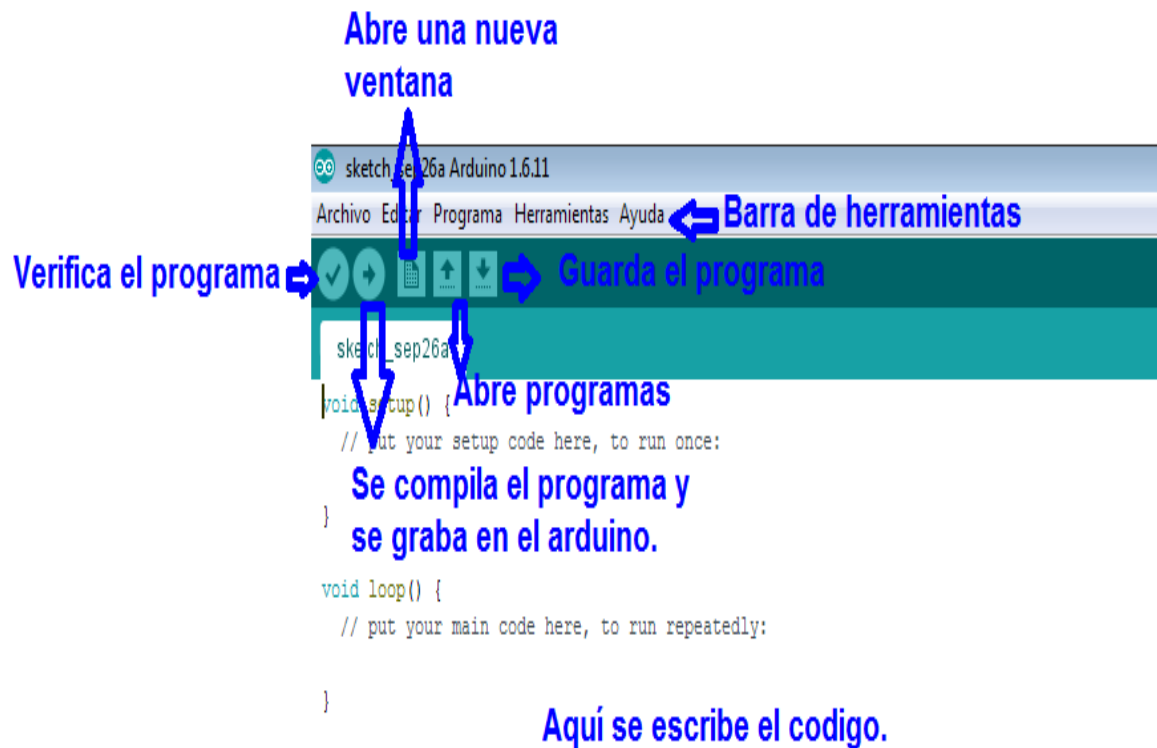 Abre una nueva
ventana
sketch_sep26a Arduino 1.6.11
Archivo Editar Programa Herramientas Ayuda
Barra de herramientas
Verifica el programa
Guarda el programa
sketch_sep26a
Abre programas
void setup() {
// put your setup code here, to run once:
Se compila el programa y
}
se graba en el arduino.
void loop() {
// put your main code here, to run repeatedly:
}
Aquí se escribe el codigo.